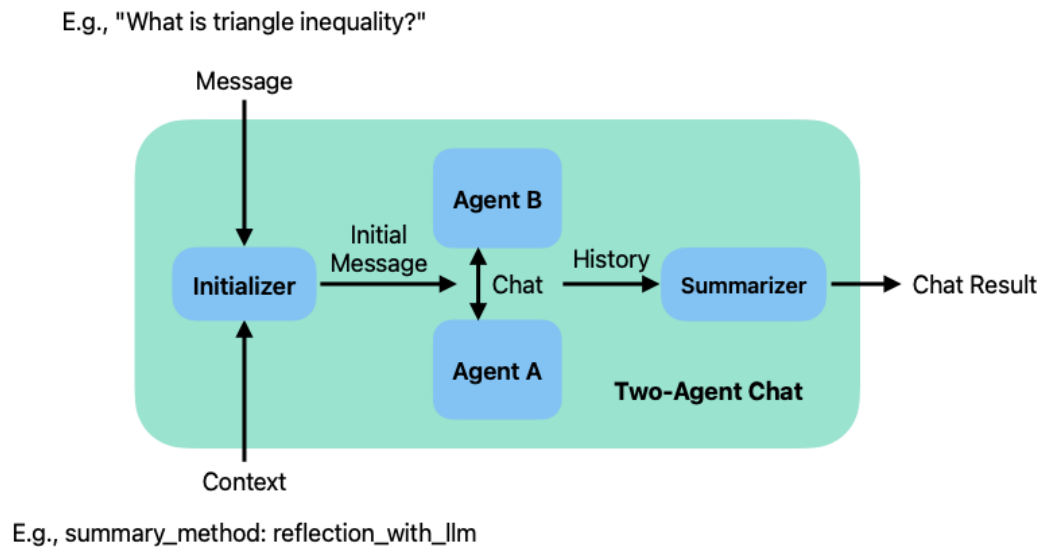 E.g., "What is triangle inequality?"
Message
Agent B
Initial
Message
History
Initializer
Chat
Summarizer
Chat Result
Agent A
Two-Agent Chat
Context
E.g., summary_method: reflection_with_llm